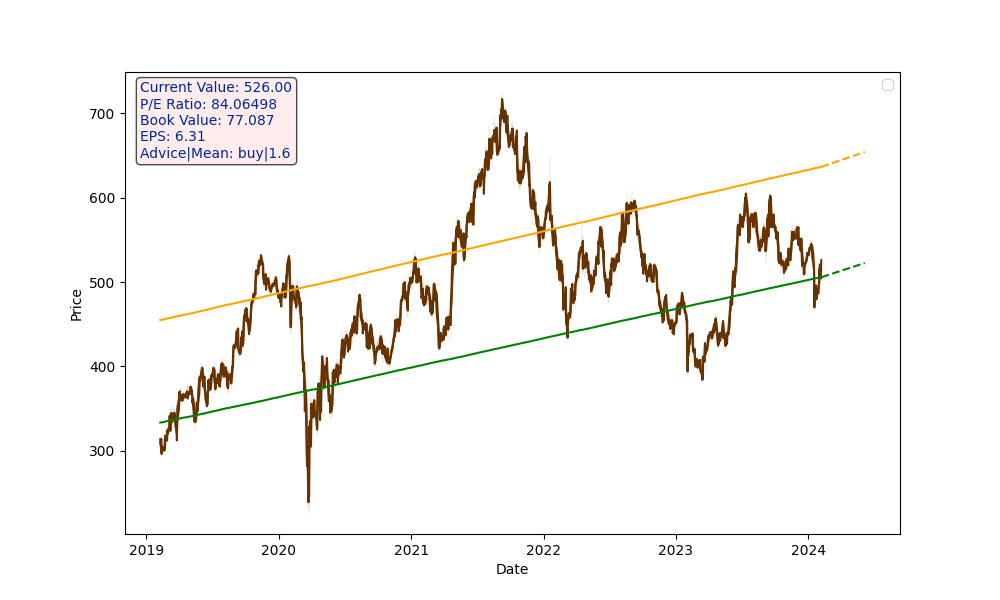 Current Value: 526.00
P/E Ratio: 84.06498
Book Value: 77.087
EPS: 6.31
Advice|Mean: buy|1.6
700
600
500
400
300
Price
2019
2020
2021
2022
2023
2024
Date